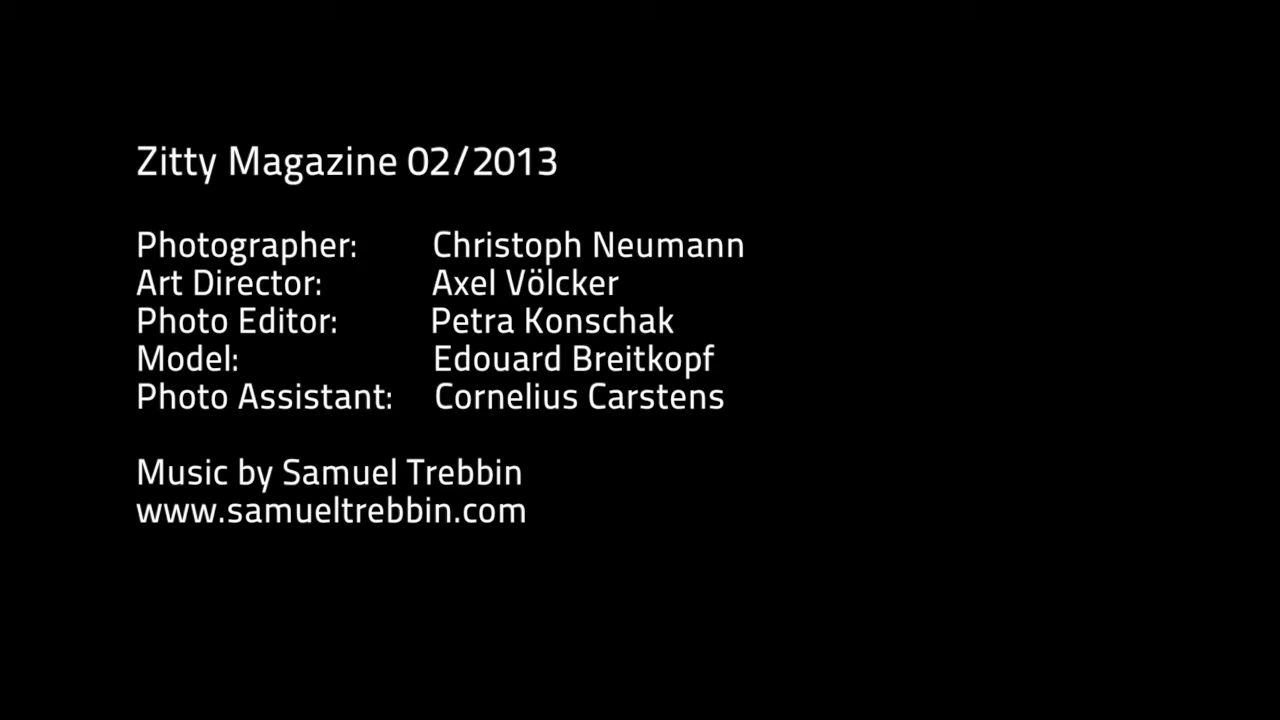 Zitty Magazine 02/2013
Photographer: Christoph Neumann
Art Director: Axel Völcker
Photo Editor: Petra Konschak
Model: Edouard Breitkopf
Photo Assistant: Cornelius Carstens
Music by Samuel Trebbin
www.samueltrebbin.com